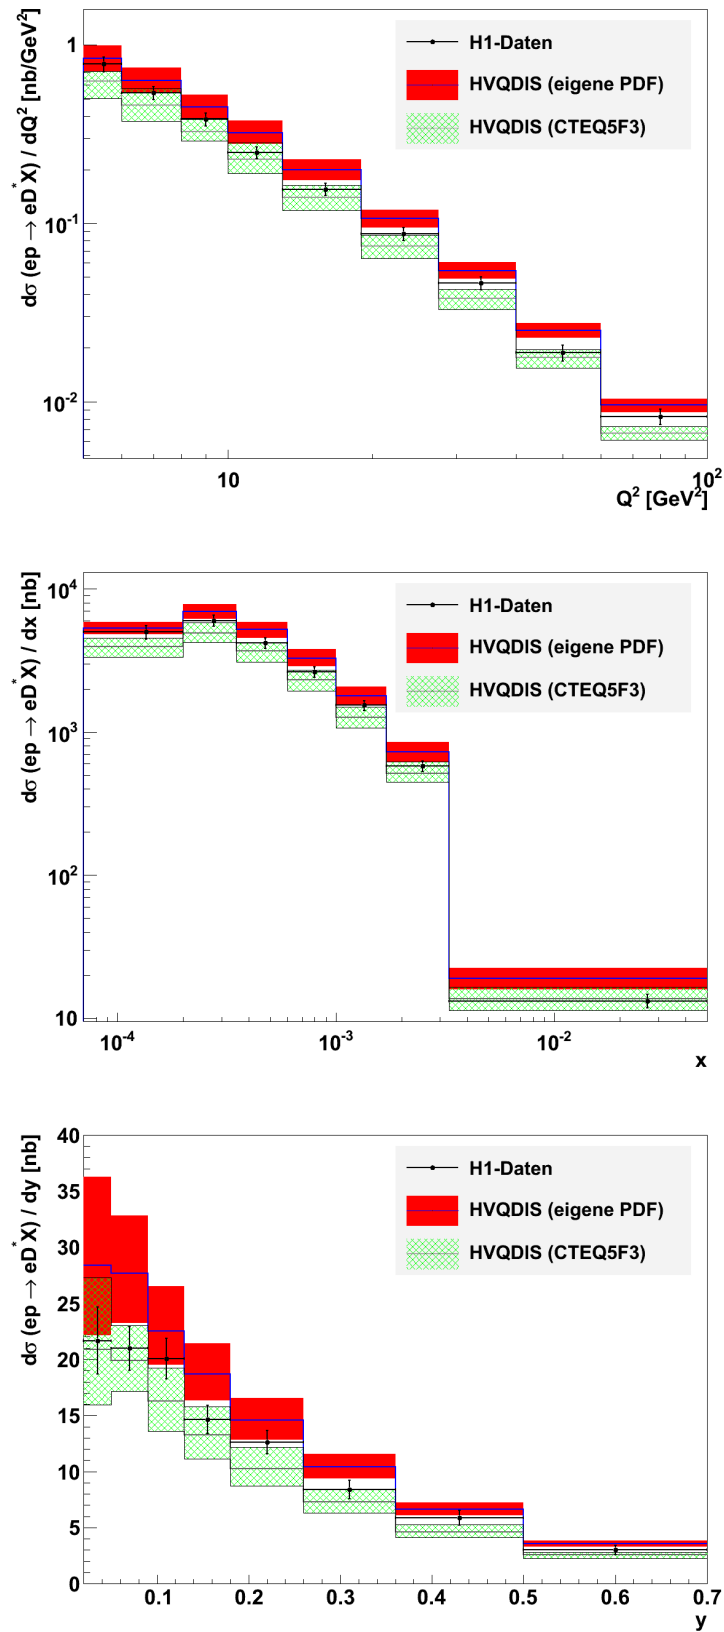 dσ (ep → eD*X) / dQ² [nb/GeV²]
1
10⁻¹
10⁻²
H1-Daten
HVQDIS (eigene PDF)
HVQDIS (CTEQ5F3)
10
10²
Q² [GeV²]
dσ (ep → eD*X) / dx [nb]
10⁴
10³
10²
10
H1-Daten
HVQDIS (eigene PDF)
HVQDIS (CTEQ5F3)
10⁻⁴
10⁻³
10⁻²
x
dσ (ep → eD*X) / dy [nb]
40
35
30
25
20
15
10
5
0
H1-Daten
HVQDIS (eigene PDF)
HVQDIS (CTEQ5F3)
0.1
0.2
0.3
0.4
0.5
0.6
0.7
y